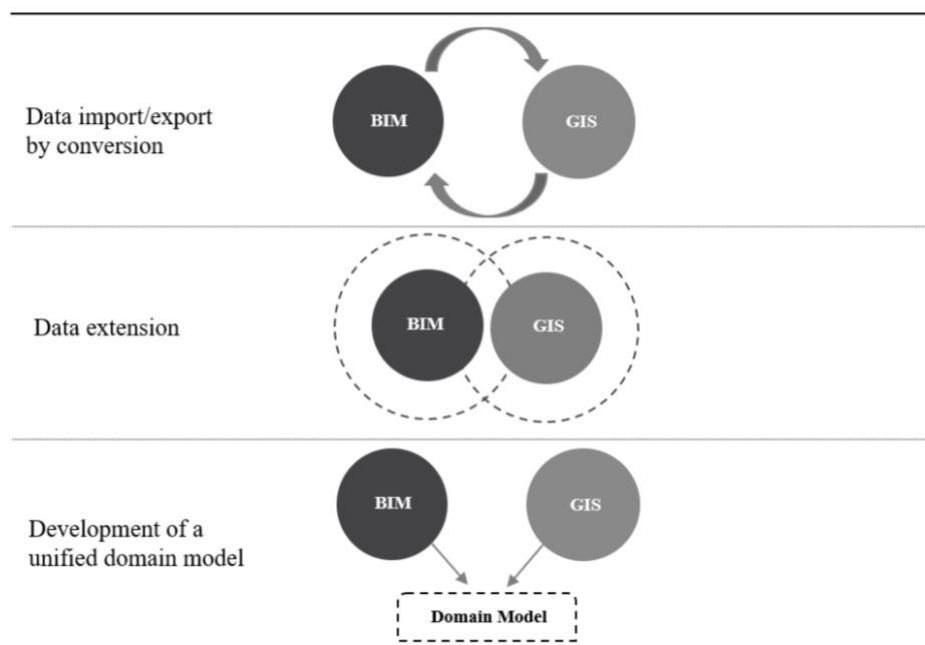 Data import/export
by conversion
BIM
GIS
Data extension
BIM
GIS
Development of a
unified domain model
BIM
GIS
Domain Model